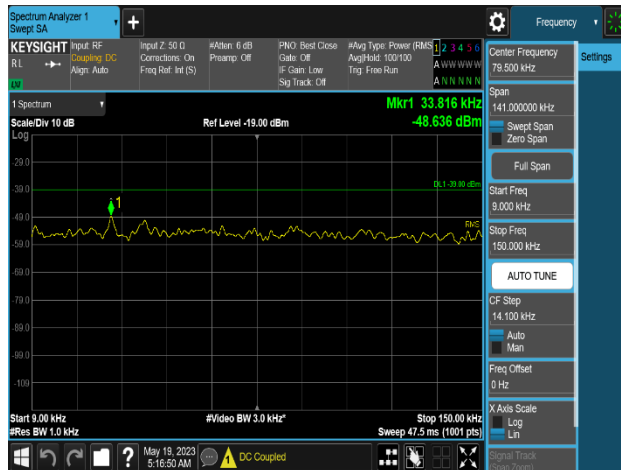 Spectrum Analyzer 1
Swept SA
Frequency
KEYSIGHT
Input: RF
Input Z: 50 Ω
#Atten: 6 dB
PNO: Best Close
#Avg Type: Power (RMS
1 2 3 4 5 6
RL
Coupling: DC
Corrections: On
Preamp: Off
Gate: Off
Avg|Hold: 100/100
A W W W W W
Align: Auto
Freq Ref: Int (S)
IF Gain: Low
Trig: Free Run
Sig Track: Off
A N N N N N
1 Spectrum
Mkr1 33.816 kHz
Scale/Div 10 dB
Ref Level -19.00 dBm
-48.636 dBm
Log
-29.0
DL1 -39.00 dBm
-39.0
1
-49.0
RMS
-59.0
-69.0
-79.0
-89.0
-99.0
-109
Start 9.00 kHz
#Video BW 3.0 kHz*
Stop 150.00 kHz
#Res BW 1.0 kHz
Sweep 47.5 ms (1001 pts)
Center Frequency
79.500 kHz
Span
141.000000 kHz
Swept Span
Zero Span
Full Span
Start Freq
9.000 kHz
Stop Freq
150.000 kHz
AUTO TUNE
CF Step
14.100 kHz
Auto
Man
Freq Offset
0 Hz
X Axis Scale
Log
Lin
Signal Track
(Span Zoom)
Settings
?
May 19, 2023
5:16:50 AM
DC Coupled